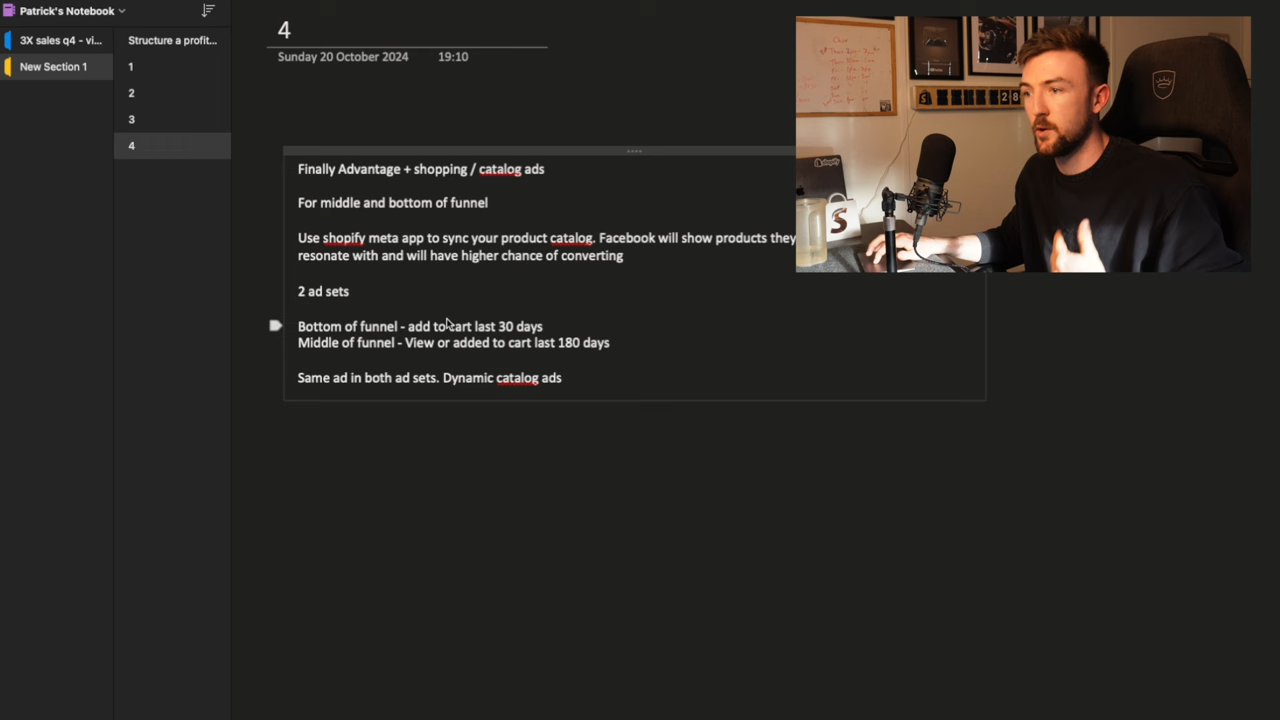 Patrick's Notebook
3X sales q4 - vi...
New Section 1
Structure a profit...
1
2
3
4
4
Sunday 20 October 2024 19:10
Finally Advantage + shopping / catalog ads
For middle and bottom of funnel
Use shopify meta app to sync your product catalog. Facebook will show products they
resonate with and will have higher chance of converting
2 ad sets
Bottom of funnel - add to cart last 30 days
Middle of funnel - View or added to cart last 180 days
Same ad in both ad sets. Dynamic catalog ads
shopify
S
2 8